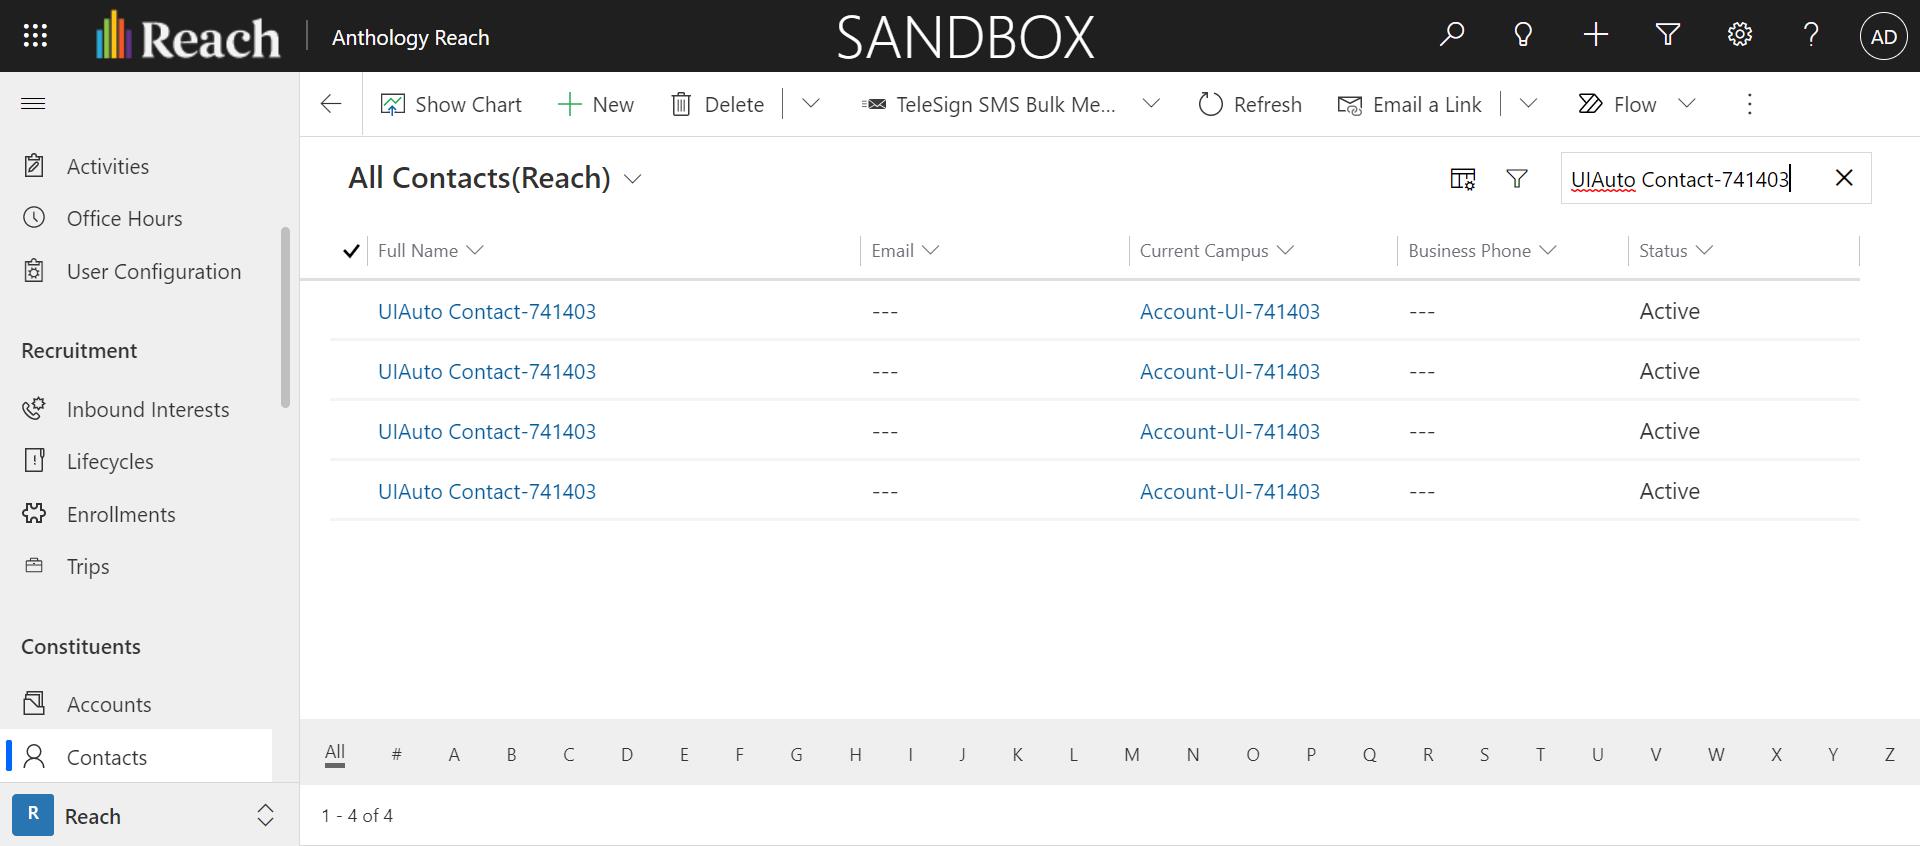 Reach
Anthology Reach
SANDBOX
AD
Show Chart
New
Delete
TeleSign SMS Bulk Me...
Refresh
Email a Link
Flow
Activities
Office Hours
User Configuration
Recruitment
Inbound Interests
Lifecycles
Enrollments
Trips
Constituents
Accounts
Contacts
R Reach
All Contacts(Reach)
UIAuto Contact-741403
Full Name Email Current Campus Business Phone Status
UIAuto Contact-741403 --- Account-UI-741403 --- Active
UIAuto Contact-741403 --- Account-UI-741403 --- Active
UIAuto Contact-741403 --- Account-UI-741403 --- Active
UIAuto Contact-741403 --- Account-UI-741403 --- Active
All # A B C D E F G H I J K L M N O P Q R S T U V W X Y Z
1 - 4 of 4